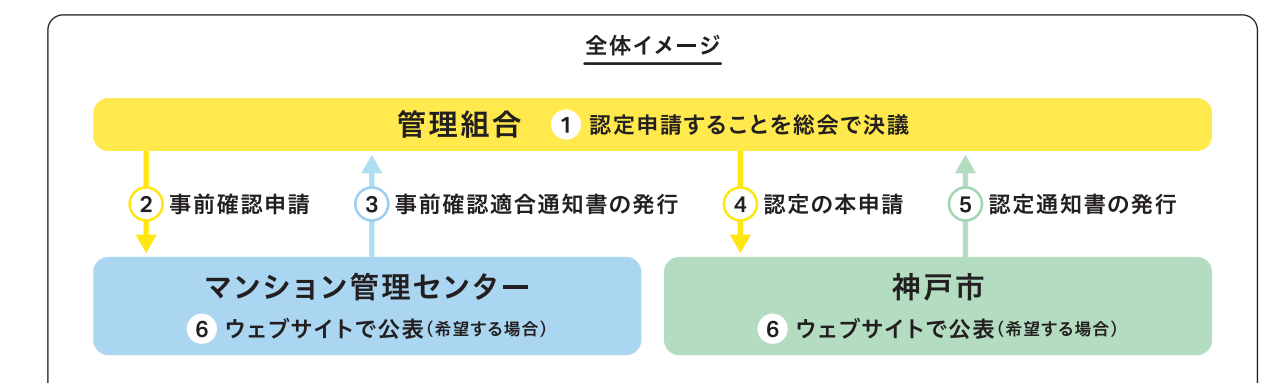 全体イメージ
管理組合 1 認定申請することを総会で決議
2 事前確認申請 3 事前確認適合通知書の発行 4 認定の本申請 5 認定通知書の発行
マンション管理センター
6 ウェブサイトで公表(希望する場合)
神戸市
6 ウェブサイトで公表(希望する場合)